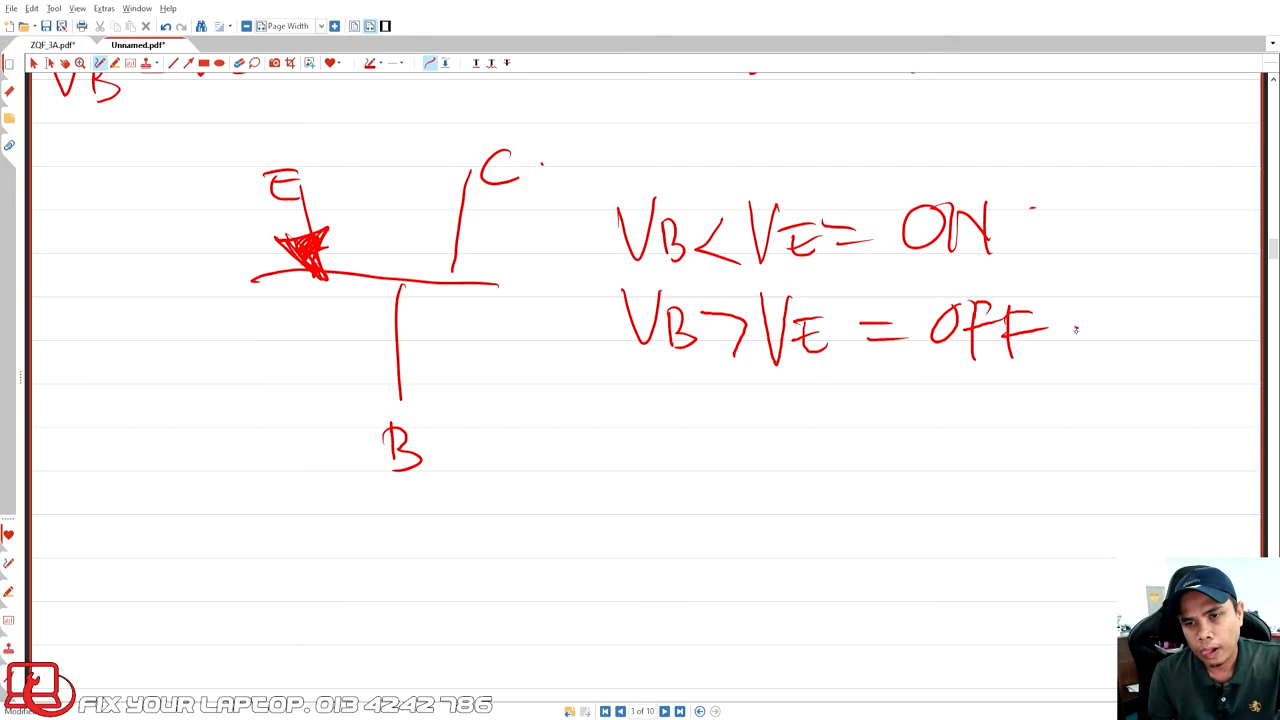 File Edit Tool View Extras Window Help
Page Width
ZQF_3A.pdf* Unnamed.pdf*
VB
E
C
VB < VE = ON
VB > VE = OFF
B
FIX YOUR LAPTOP. 013 4242 786
3 of 10